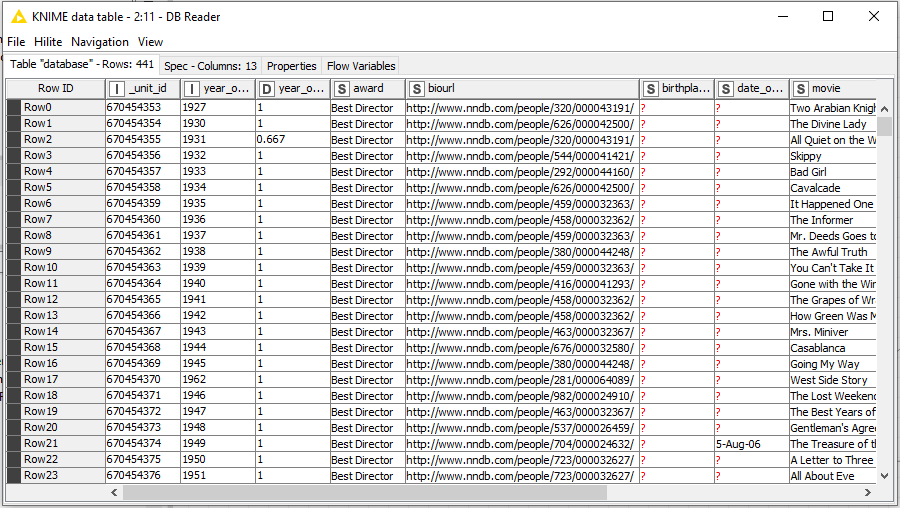 KNIME data table - 2:11 - DB Reader
File Hilite Navigation View
Table "database" - Rows: 441 Spec - Columns: 13 Properties Flow Variables
Row ID I _unit_id I year_o... D year_o... S award S biourl S birthpla... S date_o... S movie
Row0 670454353 1927 1 Best Director http://www.nndb.com/people/320/000043191/ ? ? Two Arabian Knigh
Row1 670454354 1930 1 Best Director http://www.nndb.com/people/626/000042500/ ? ? The Divine Lady
Row2 670454355 1931 0.667 Best Director http://www.nndb.com/people/320/000043191/ ? ? All Quiet on the W
Row3 670454356 1932 1 Best Director http://www.nndb.com/people/544/000041421/ ? ? Skippy
Row4 670454357 1933 1 Best Director http://www.nndb.com/people/292/000044160/ ? ? Bad Girl
Row5 670454358 1934 1 Best Director http://www.nndb.com/people/626/000042500/ ? ? Cavalcade
Row6 670454359 1935 1 Best Director http://www.nndb.com/people/459/000032363/ ? ? It Happened One
Row7 670454360 1936 1 Best Director http://www.nndb.com/people/458/000032362/ ? ? The Informer
Row8 670454361 1937 1 Best Director http://www.nndb.com/people/459/000032363/ ? ? Mr. Deeds Goes to
Row9 670454362 1938 1 Best Director http://www.nndb.com/people/380/000044248/ ? ? The Awful Truth
Row10 670454363 1939 1 Best Director http://www.nndb.com/people/459/000032363/ ? ? You Can't Take It
Row11 670454364 1940 1 Best Director http://www.nndb.com/people/416/000041293/ ? ? Gone with the Win
Row12 670454365 1941 1 Best Director http://www.nndb.com/people/458/000032362/ ? ? The Grapes of Wr
Row13 670454366 1942 1 Best Director http://www.nndb.com/people/458/000032362/ ? ? How Green Was M
Row14 670454367 1943 1 Best Director http://www.nndb.com/people/463/000032367/ ? ? Mrs. Miniver
Row15 670454368 1944 1 Best Director http://www.nndb.com/people/676/000032580/ ? ? Casablanca
Row16 670454369 1945 1 Best Director http://www.nndb.com/people/380/000044248/ ? ? Going My Way
Row17 670454370 1962 1 Best Director http://www.nndb.com/people/281/000064089/ ? ? West Side Story
Row18 670454371 1946 1 Best Director http://www.nndb.com/people/982/000024910/ ? ? The Lost Weekend
Row19 670454372 1947 1 Best Director http://www.nndb.com/people/463/000032367/ ? ? The Best Years of
Row20 670454373 1948 1 Best Director http://www.nndb.com/people/537/000026459/ ? ? Gentleman's Agre
Row21 670454374 1949 1 Best Director http://www.nndb.com/people/704/000024632/ ? 5-Aug-06 The Treasure of th
Row22 670454375 1950 1 Best Director http://www.nndb.com/people/723/000032627/ ? ? A Letter to Three
Row23 670454376 1951 1 Best Director http://www.nndb.com/people/723/000032627/ ? ? All About Eve